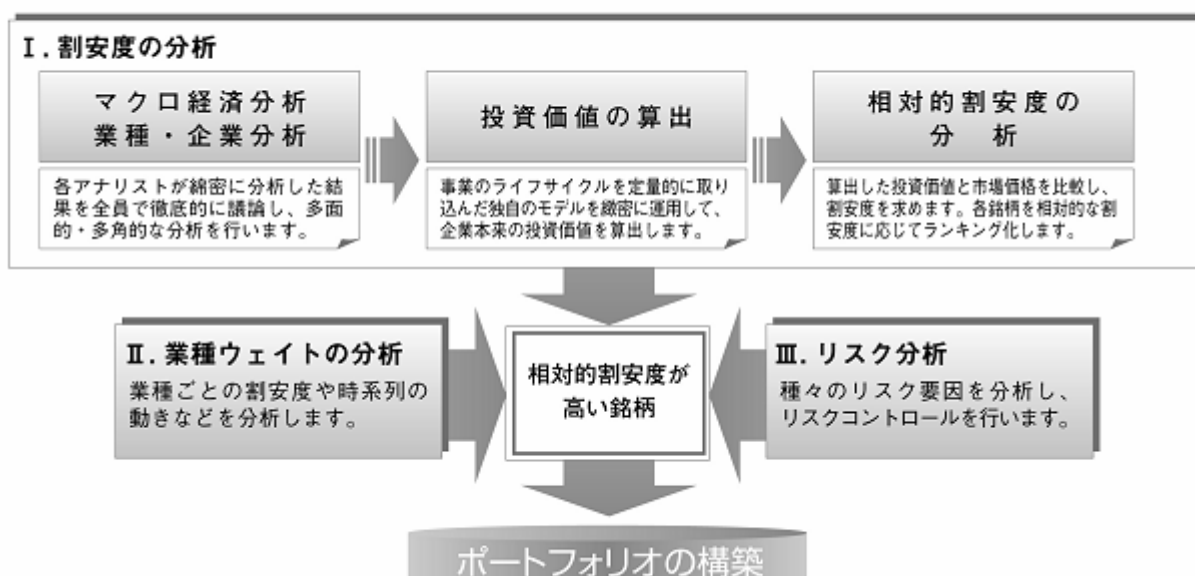 Ⅰ.割安度の分析
マクロ経済分析
業種・企業分析
各アナリストが綿密に分析した結
果を全員で徹底的に議論し、多面
的・多角的な分析を行います。
投資価値の算出
事業のライフサイクルを定量的に取り
込んだ独自のモデルを緻密に運用して、
企業本来の投資価値を算出します。
相対的割安度の
分 析
算出した投資価値と市場価格を比較し、
割安度を求めます。各銘柄を相対的な割
安度に応じてランキング化します。
Ⅱ.業種ウェイトの分析
業種ごとの割安度や時系列の
動きなどを分析します。
相対的割安度が
高い銘柄
Ⅲ.リスク分析
種々のリスク要因を分析し、
リスクコントロールを行います。
ポートフォリオの構築